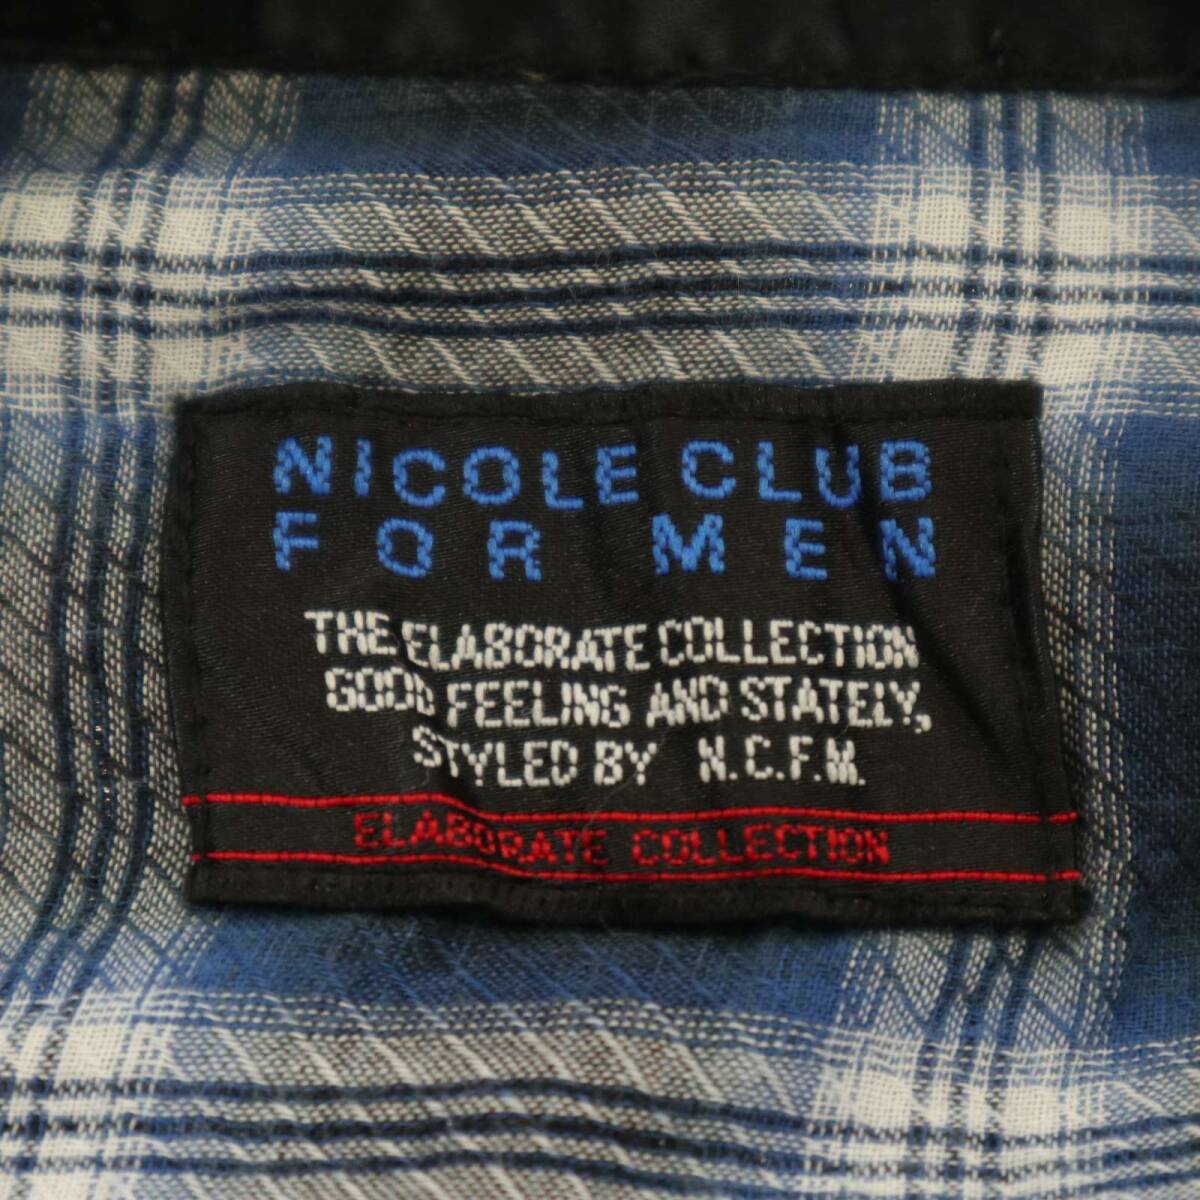 NICOLE CLUB
FOR MEN
THE ELABORATE COLLECTION
GOOD FEELING AND STATELY,
STYLED BY N.C.F.M.
ELABORATE COLLECTION